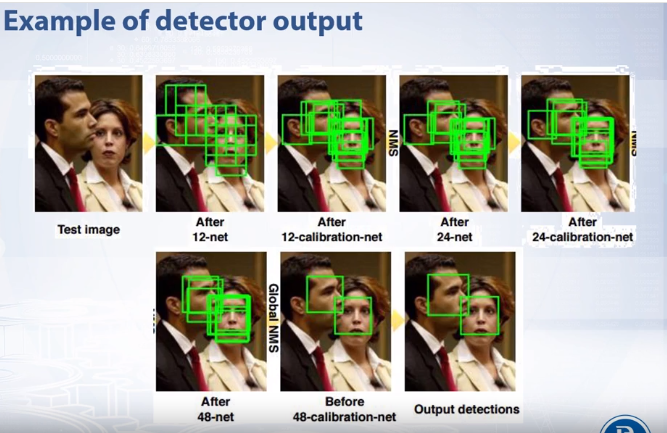 Example of detector output
NMS
Test image
After
12-net
After
12-calibration-net
After
24-net
After
24-calibration-net
Global NMS
After
48-net
Before
48-calibration-net
Output detections